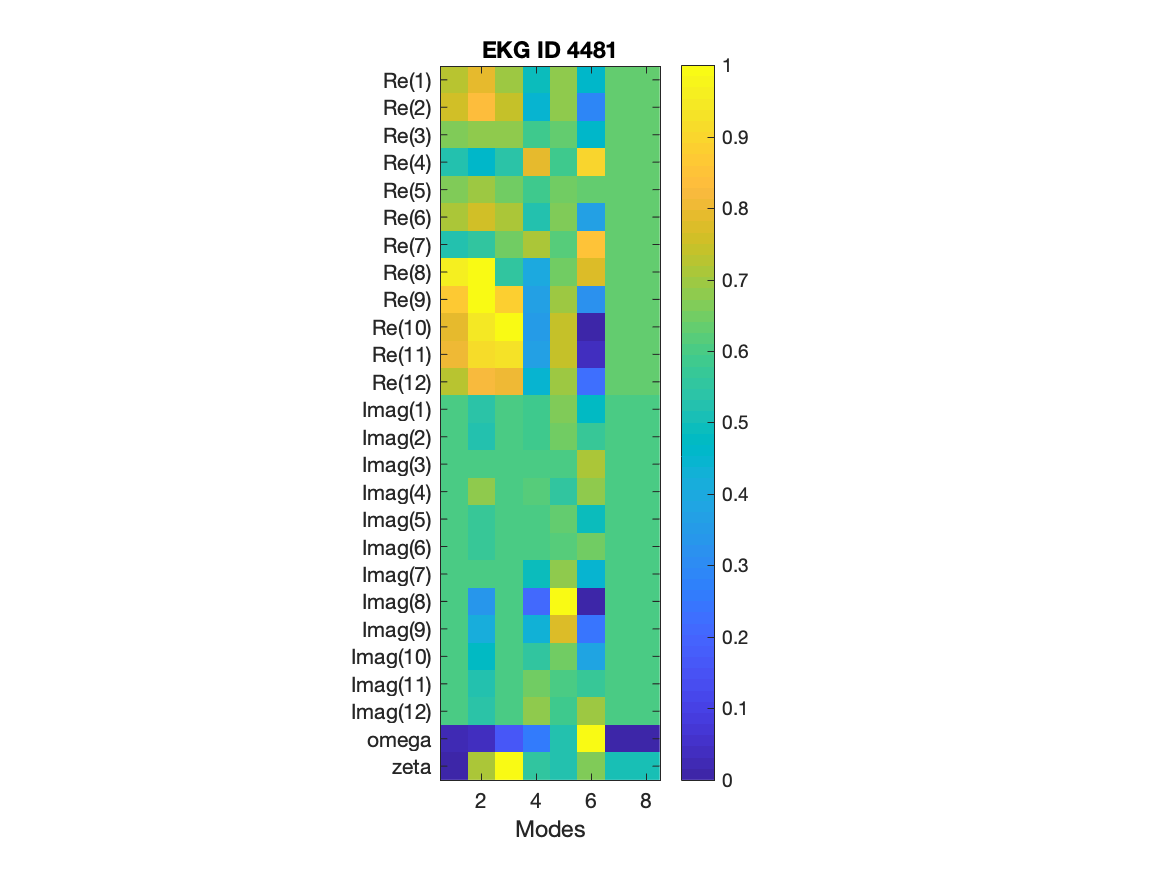 EKG ID 4481
Re(1)
Re(2)
Re(3)
Re(4)
Re(5)
Re(6)
Re(7)
Re(8)
Re(9)
Re(10)
Re(11)
Re(12)
Imag(1)
Imag(2)
Imag(3)
Imag(4)
Imag(5)
Imag(6)
Imag(7)
Imag(8)
Imag(9)
Imag(10)
Imag(11)
Imag(12)
omega
zeta
2 4 6 8
Modes
1
0.9
0.8
0.7
0.6
0.5
0.4
0.3
0.2
0.1
0